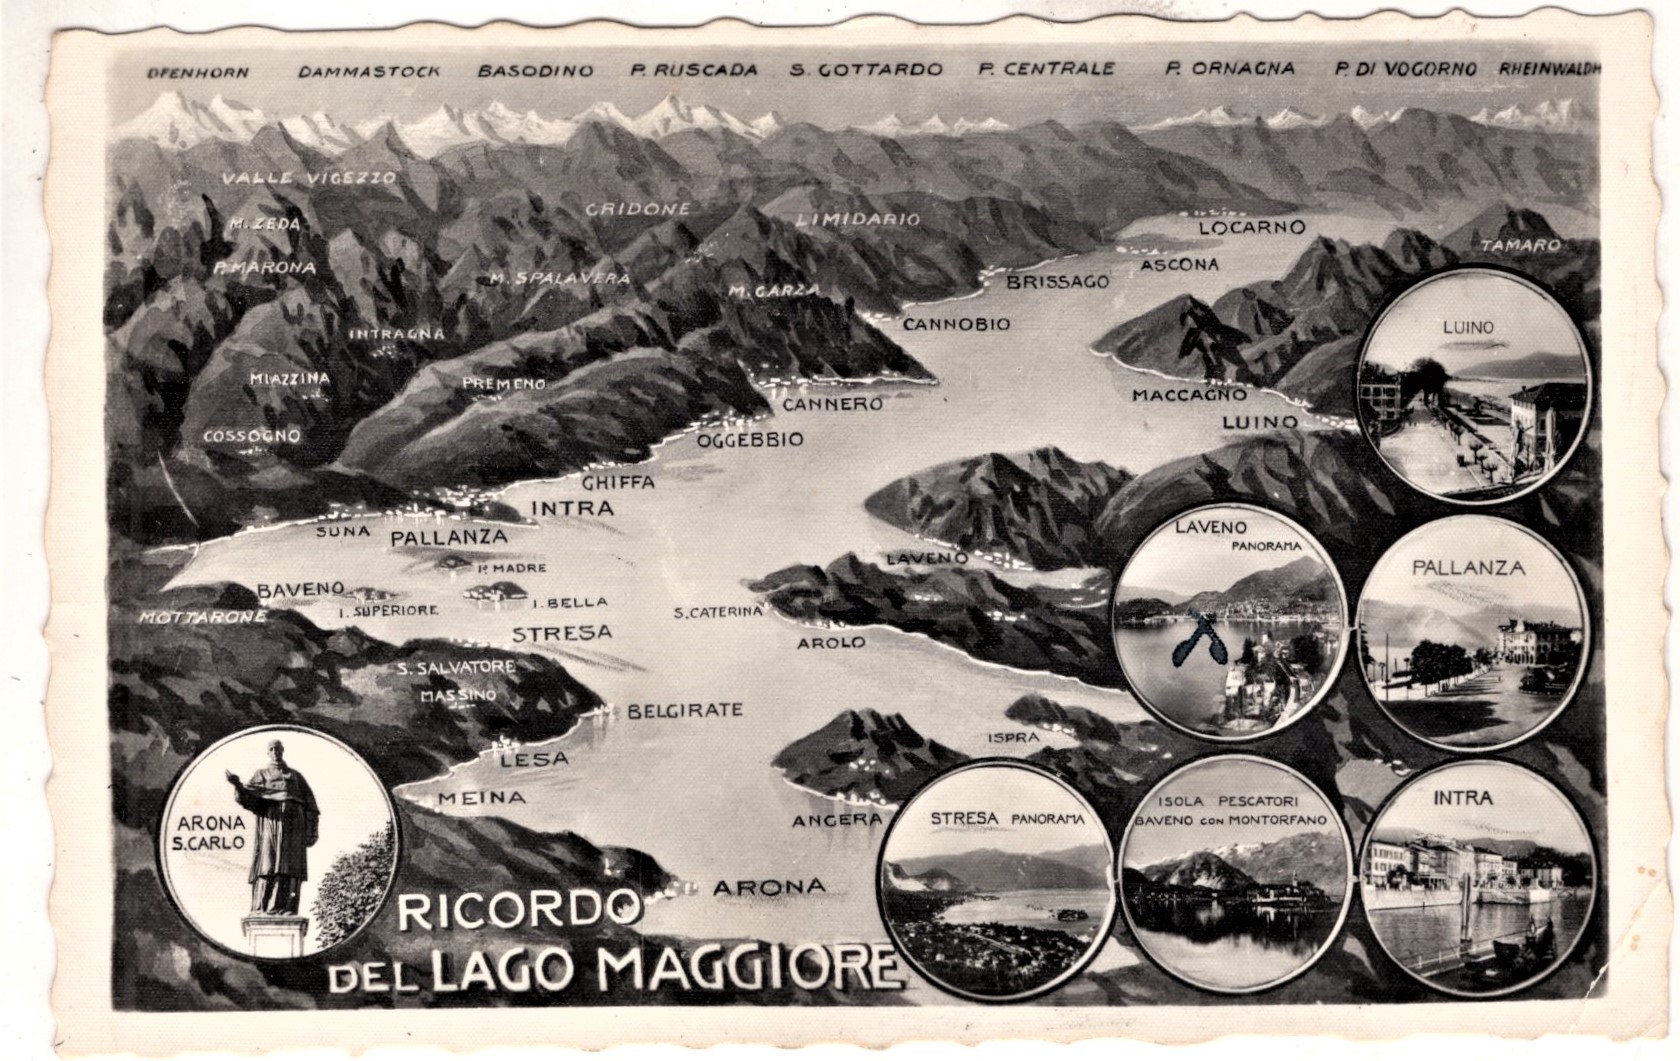 OFENHORN DAMMASTOCK BASODINO P. RUSCADA S. GOTTARDO P. CENTRALE P. ORNAGNA P. DI VOGORNO RHEINWALDH
VALLE VIGEZZO
M. ZEDA
P. MARONA
GRIDONE
LIMIDARIO
M. SPALAVERA
M. CARZA
LOCARNO
ASCONA
BRISSAGO
TAMARO
CANNOBIO
INTRAGNA
MIAZZINA
PREMENO
COSSOGNO
CANNERO
OGGEBBIO
MACCAGNO
LUINO
LUINO
GHIFFA
INTRA
SUNA
PALLANZA
LAVENO
Iª MADRE
BAVENO
I. SUPERIORE
I. BELLA
MOTTARONE
STRESA
S. CATERINA
AROLO
LAVENO
PANORAMA
PALLANZA
S. SALVATORE
MASSINO
BELGIRATE
LESA
MEINA
ISPRA
ANGERA
ARONA
ARONA
S. CARLO
STRESA PANORAMA
ISOLA PESCATORI
BAVENO CON MONTORFANO
INTRA
RICORDO
DEL LAGO MAGGIORE